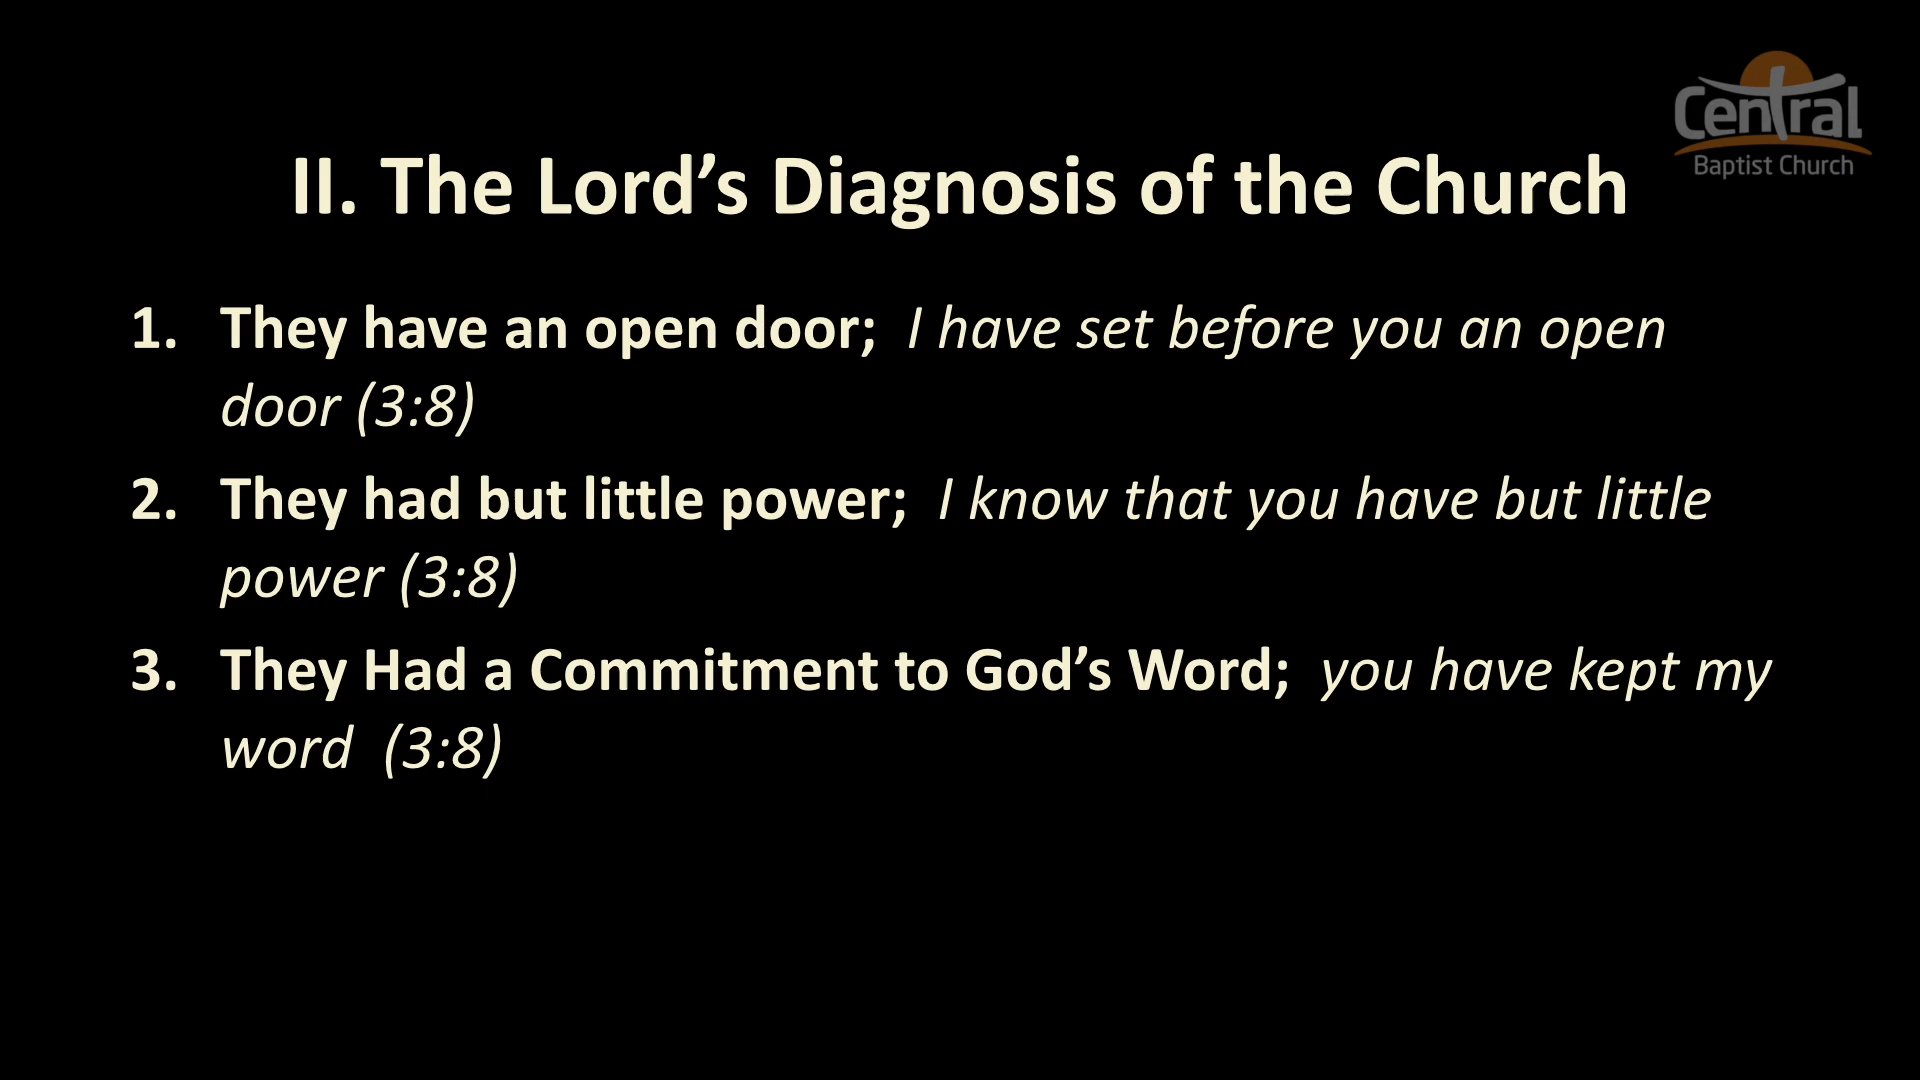 Central
Baptist Church
II. The Lord’s Diagnosis of the Church
1. They have an open door;  I have set before you an open
door (3:8)
2. They had but little power;  I know that you have but little
power (3:8)
3. They Had a Commitment to God’s Word;  you have kept my
word  (3:8)